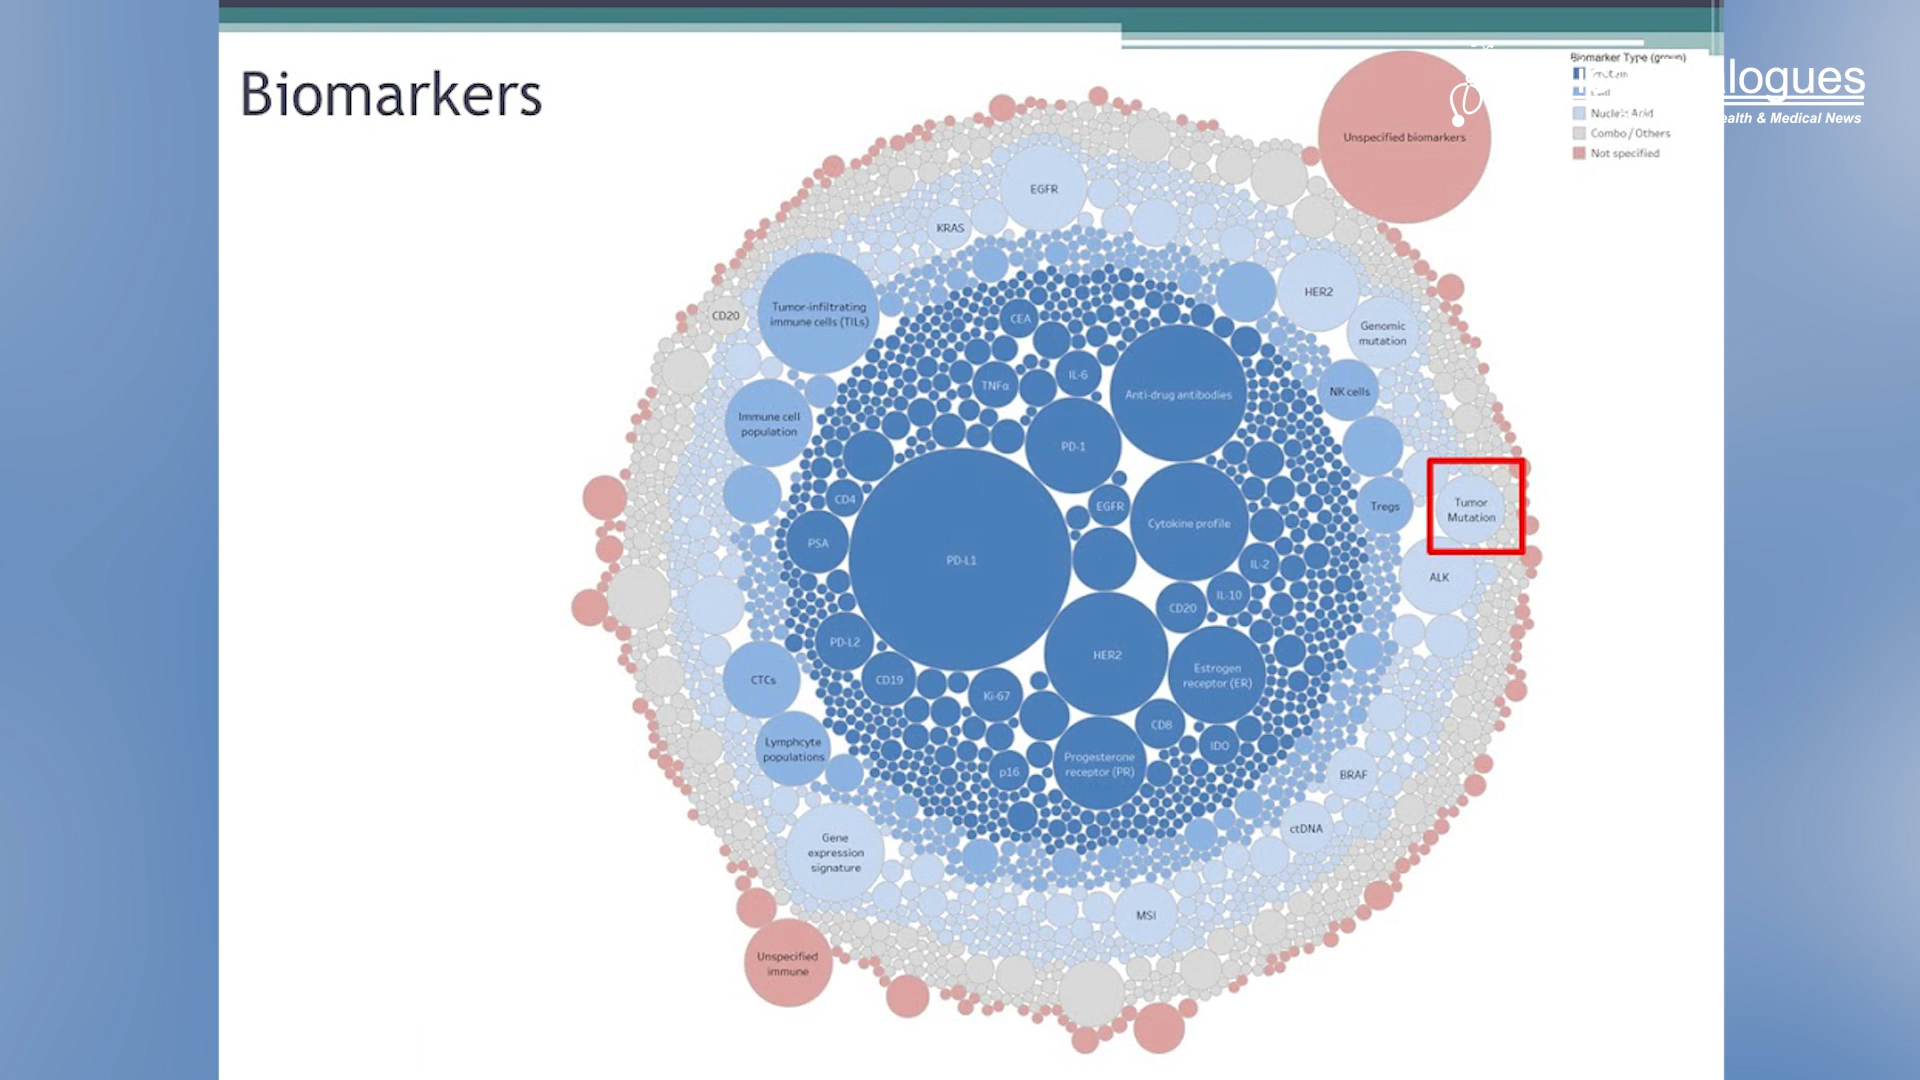 Biomarkers
Biomarker Type (group)
Protein
Cell
Nucleic Acid
Combo / Others
Not specified
logues
ealth & Medical News
Unspecified biomarkers
EGFR
KRAS
HER2
Tumor-infiltrating
immune cells (TILs)
CD20
CEA
Genomic
mutation
TNFα
IL-6
Anti-drug antibodies
NK cells
Immune cell
population
PD-1
CD4
EGFR
Cytokine profile
Tregs
Tumor
Mutation
PSA
PD-L1
IL-2
ALK
CD20
IL-10
PD-L2
HER2
Estrogen
receptor (ER)
CTCs
CD19
Ki-67
CD8
IDO
Lymphcyte
populations
p16
Progesterone
receptor (PR)
BRAF
ctDNA
Gene
expression
signature
MSI
Unspecified
immune